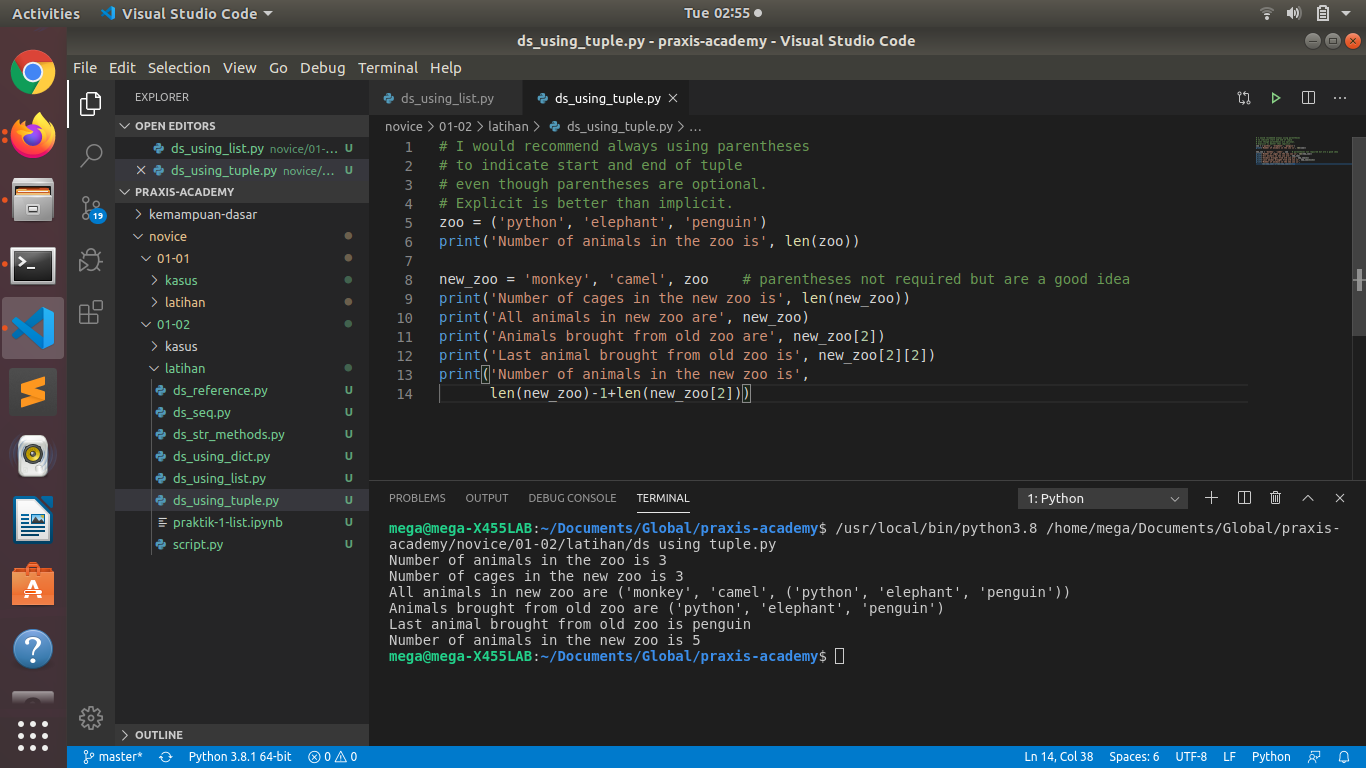 Activities
Visual Studio Code
Tue 02:55
ds_using_tuple.py - praxis-academy - Visual Studio Code
File Edit Selection View Go Debug Terminal Help
EXPLORER
OPEN EDITORS
ds_using_list.py novice/01-... U
ds_using_tuple.py novice/... U
PRAXIS-ACADEMY
kemampuan-dasar
novice
01-01
kasus
latihan
01-02
kasus
latihan
ds_reference.py U
ds_seq.py U
ds_str_methods.py U
ds_using_dict.py U
ds_using_list.py U
ds_using_tuple.py U
praktik-1-list.ipynb U
script.py U
OUTLINE
19
ds_using_list.py
ds_using_tuple.py
novice > 01-02 > latihan > ds_using_tuple.py > ...
1 # I would recommend always using parentheses
2 # to indicate start and end of tuple
3 # even though parentheses are optional.
4 # Explicit is better than implicit.
5 zoo = ('python', 'elephant', 'penguin')
6 print('Number of animals in the zoo is', len(zoo))
7
8 new_zoo = 'monkey', 'camel', zoo    # parentheses not required but are a good idea
9 print('Number of cages in the new zoo is', len(new_zoo))
10 print('All animals in new zoo are', new_zoo)
11 print('Animals brought from old zoo are', new_zoo[2])
12 print('Last animal brought from old zoo is', new_zoo[2][2])
13 print('Number of animals in the new zoo is',
14       len(new_zoo)-1+len(new_zoo[2]))
PROBLEMS OUTPUT DEBUG CONSOLE TERMINAL
1: Python
mega@mega-X455LAB:~/Documents/Global/praxis-academy$ /usr/local/bin/python3.8 /home/mega/Documents/Global/praxis-
academy/novice/01-02/latihan/ds using tuple.py
Number of animals in the zoo is 3
Number of cages in the new zoo is 3
All animals in new zoo are ('monkey', 'camel', ('python', 'elephant', 'penguin'))
Animals brought from old zoo are ('python', 'elephant', 'penguin')
Last animal brought from old zoo is penguin
Number of animals in the new zoo is 5
mega@mega-X455LAB:~/Documents/Global/praxis-academy$
master* Python 3.8.1 64-bit 0 0 Ln 14, Col 38 Spaces: 6 UTF-8 LF Python